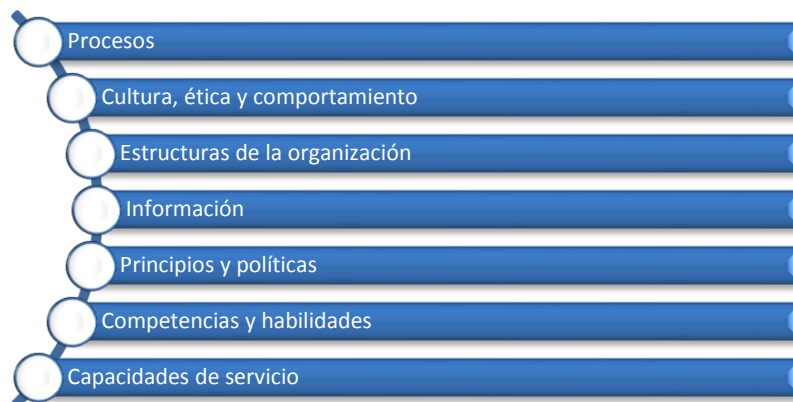 Procesos
Cultura, ética y comportamiento
Estructuras de la organización
Información
Principios y políticas
Competencias y habilidades
Capacidades de servicio